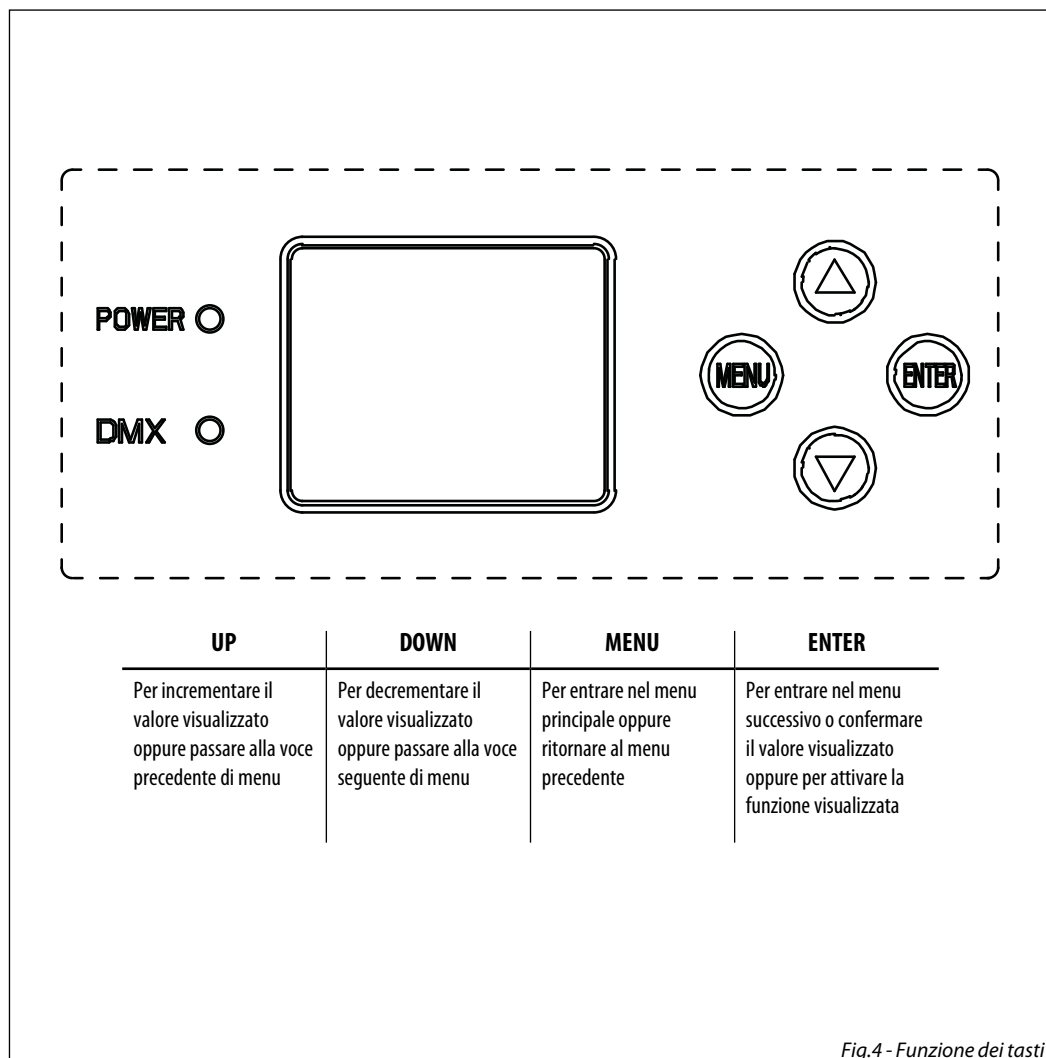 POWER
DMX
MENU
ENTER
UP
DOWN
MENU
ENTER
Per incrementare il
valore visualizzato
oppure passare alla voce
precedente di menu
Per decrementare il
valore visualizzato
oppure passare alla voce
seguente di menu
Per entrare nel menu
principale oppure
ritornare al menu
precedente
Per entrare nel menu
successivo o confermare
il valore visualizzato
oppure per attivare la
funzione visualizzata
Fig.4 - Funzione dei tasti